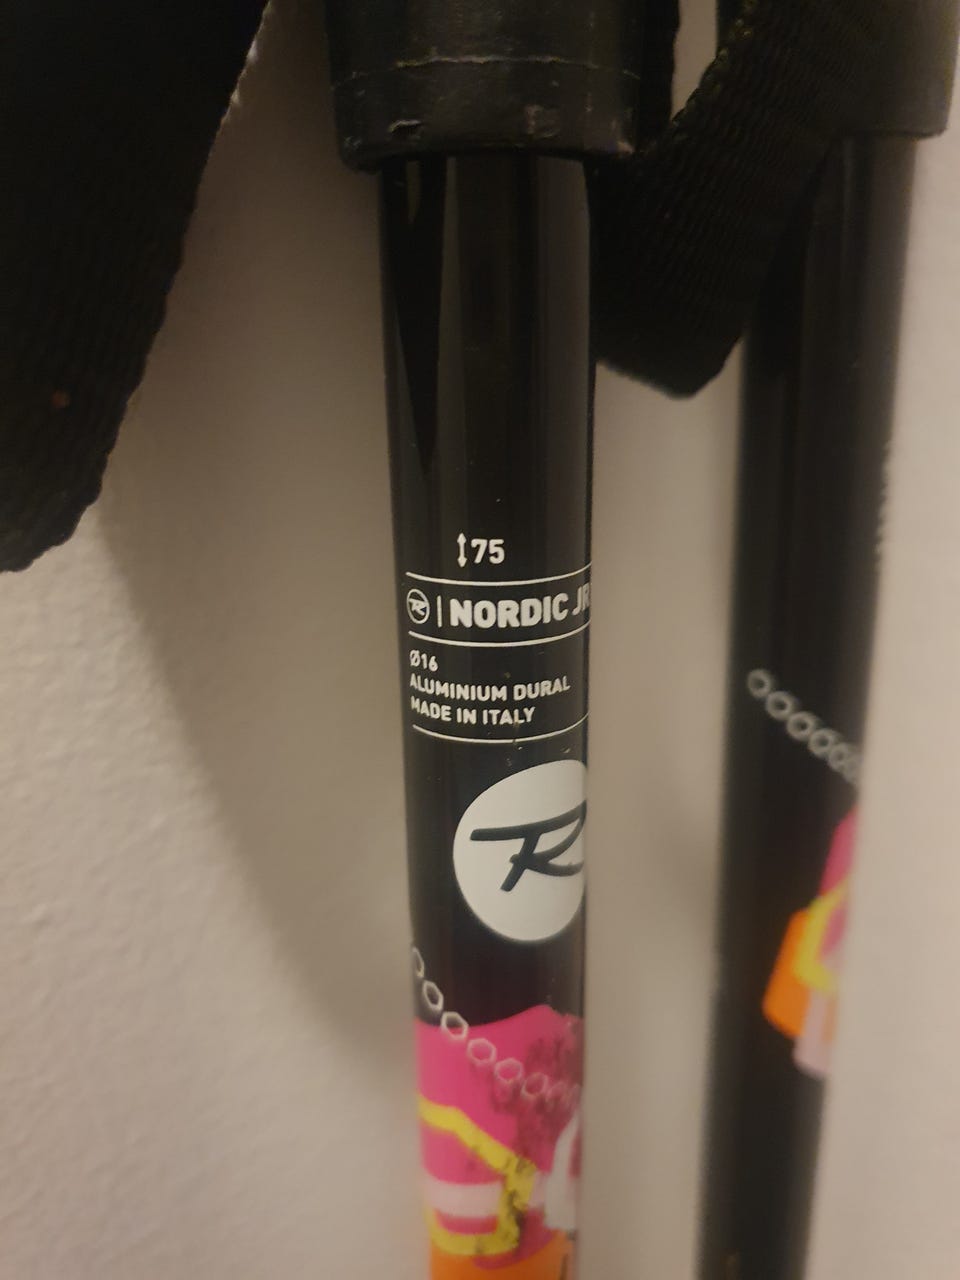 ↕75
R | NORDIC JR
Ø16
ALUMINIUM DURAL
MADE IN ITALY
R